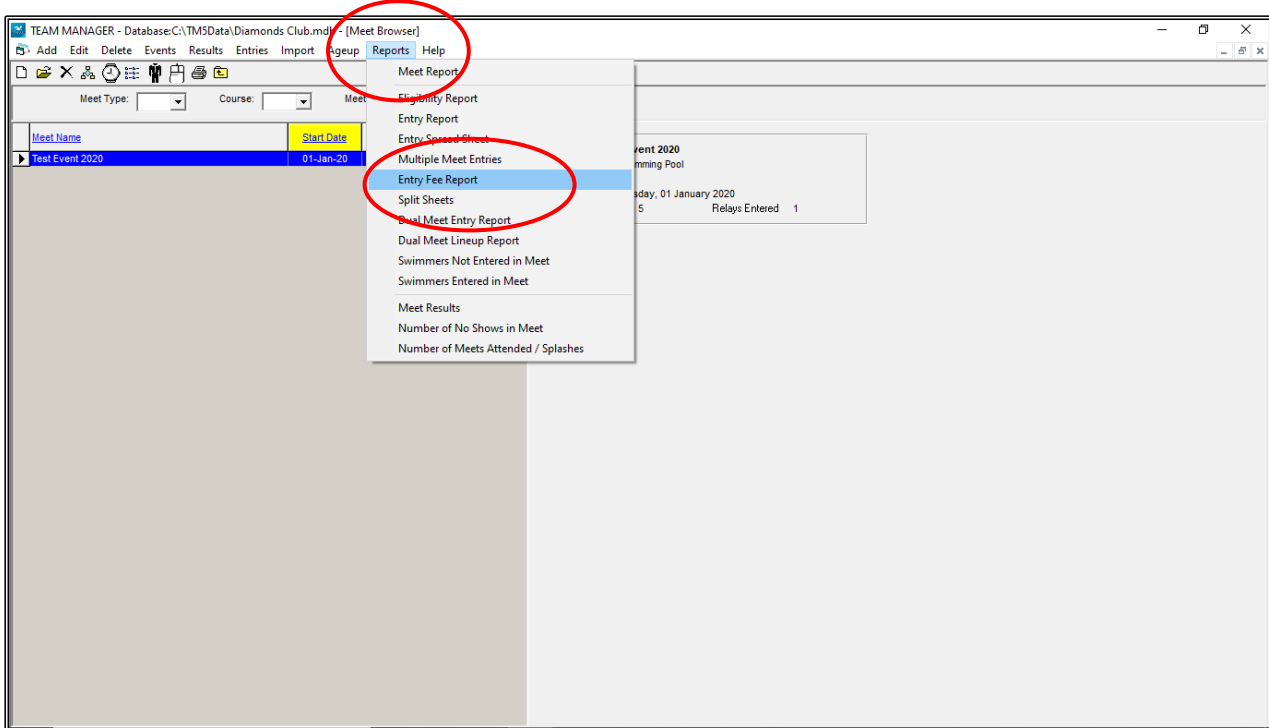 TEAM MANAGER - Database:C:\TM5Data\Diamonds Club.mdb - [Meet Browser]
Add Edit Delete Events Results Entries Import Ageup Reports Help
Meet Type: Course: Meet
Meet Name Start Date
Test Event 2020 01-Jan-20
Meet Report
Eligibility Report
Entry Report
Entry Spread Sheet
Multiple Meet Entries
Entry Fee Report
Split Sheets
Dual Meet Entry Report
Dual Meet Lineup Report
Swimmers Not Entered in Meet
Swimmers Entered in Meet
Meet Results
Number of No Shows in Meet
Number of Meets Attended / Splashes
2020
01 January 2020
5 Relays Entered 1